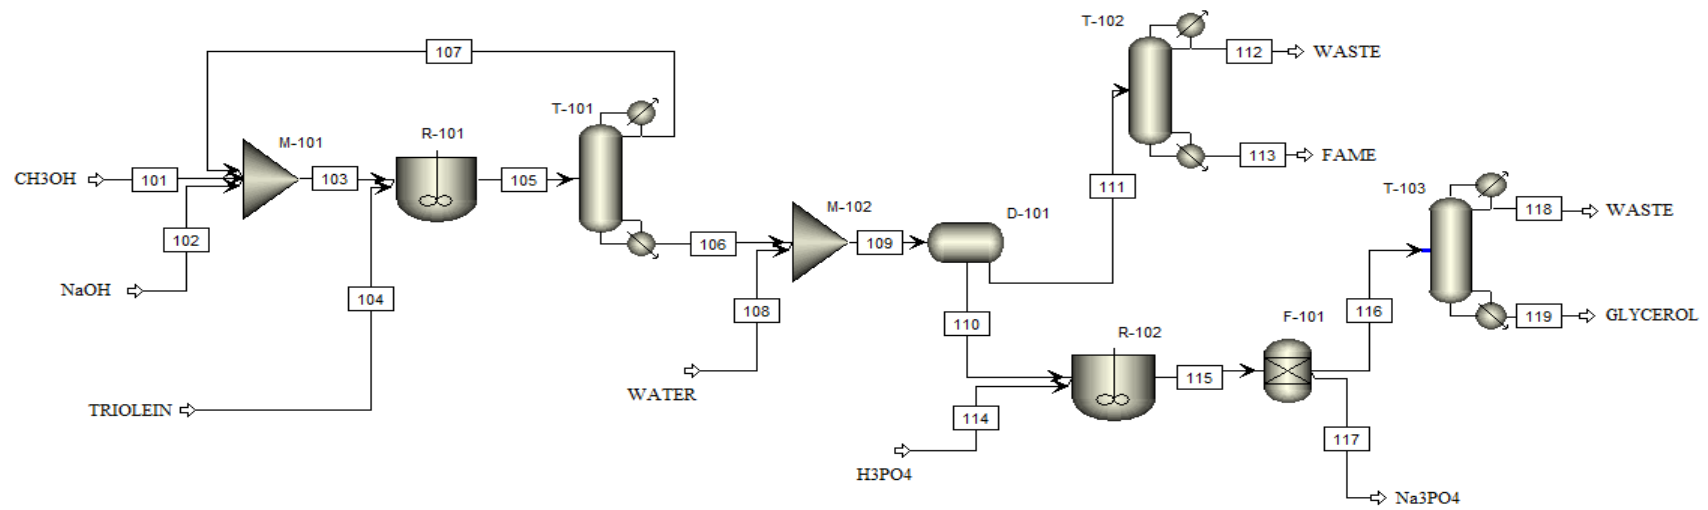 T-102
112
WASTE
107
T-101
R-101
M-101
113
FAME
CH3OH
101
103
105
111
T-103
118
WASTE
M-102
D-101
102
106
109
NaOH
104
108
110
116
F-101
119
GLYCEROL
R-102
115
WATER
TRIOLEIN
114
117
H3PO4
Na3PO4